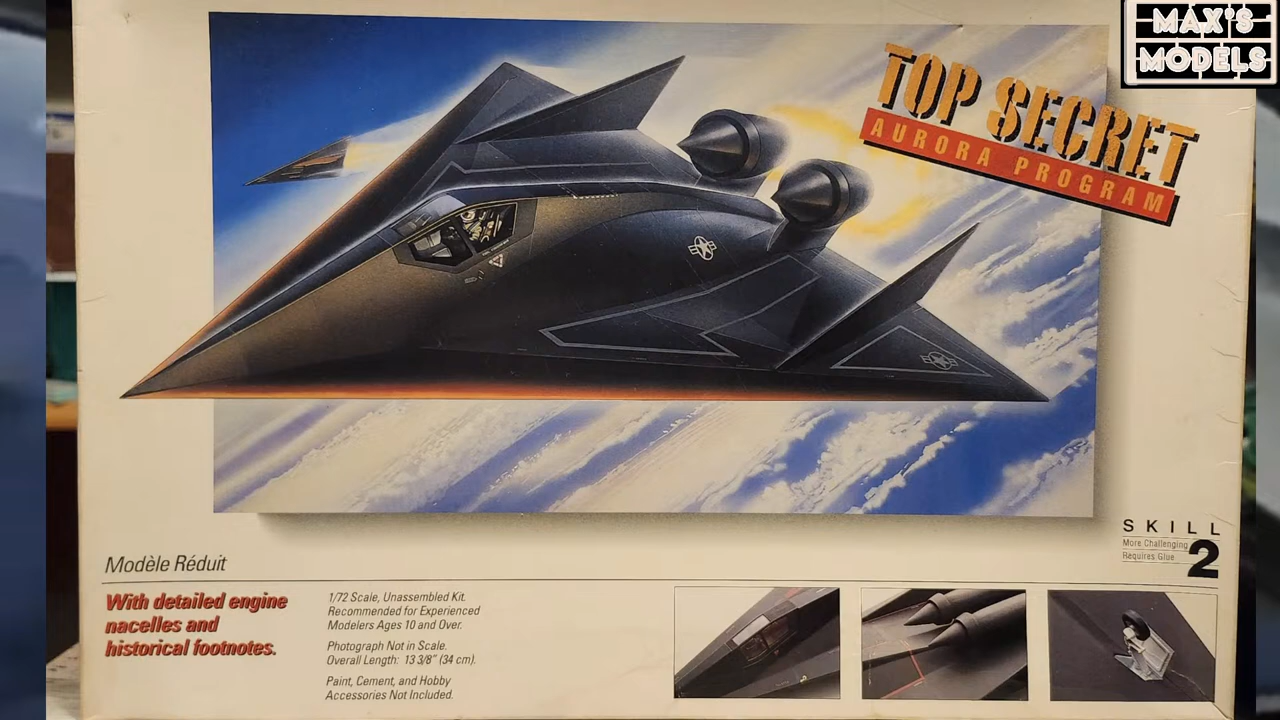 MAX'S
MODELS
TOP SECRET
AURORA PROGRAM
SKILL
More Challenging
Requires Glue
2
Modèle Réduit
With detailed engine
nacelles and
historical footnotes.
1/72 Scale, Unassembled Kit.
Recommended for Experienced
Modelers Ages 10 and Over.
Photograph Not in Scale.
Overall Length: 13 3/8" (34 cm).
Paint, Cement, and Hobby
Accessories Not Included.